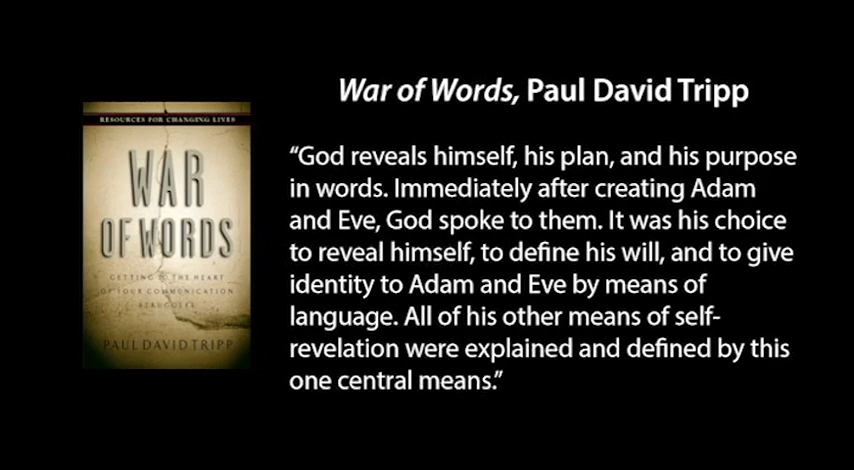 War of Words, Paul David Tripp
RESOURCES FOR CHANGING LIVES
WAR
OF WORDS
GETTING TO THE HEART
OF YOUR COMMUNICATION
STRUGGLES
PAUL DAVID TRIPP
“God reveals himself, his plan, and his purpose
in words. Immediately after creating Adam
and Eve, God spoke to them. It was his choice
to reveal himself, to define his will, and to give
identity to Adam and Eve by means of
language. All of his other means of self-
revelation were explained and defined by this
one central means.”